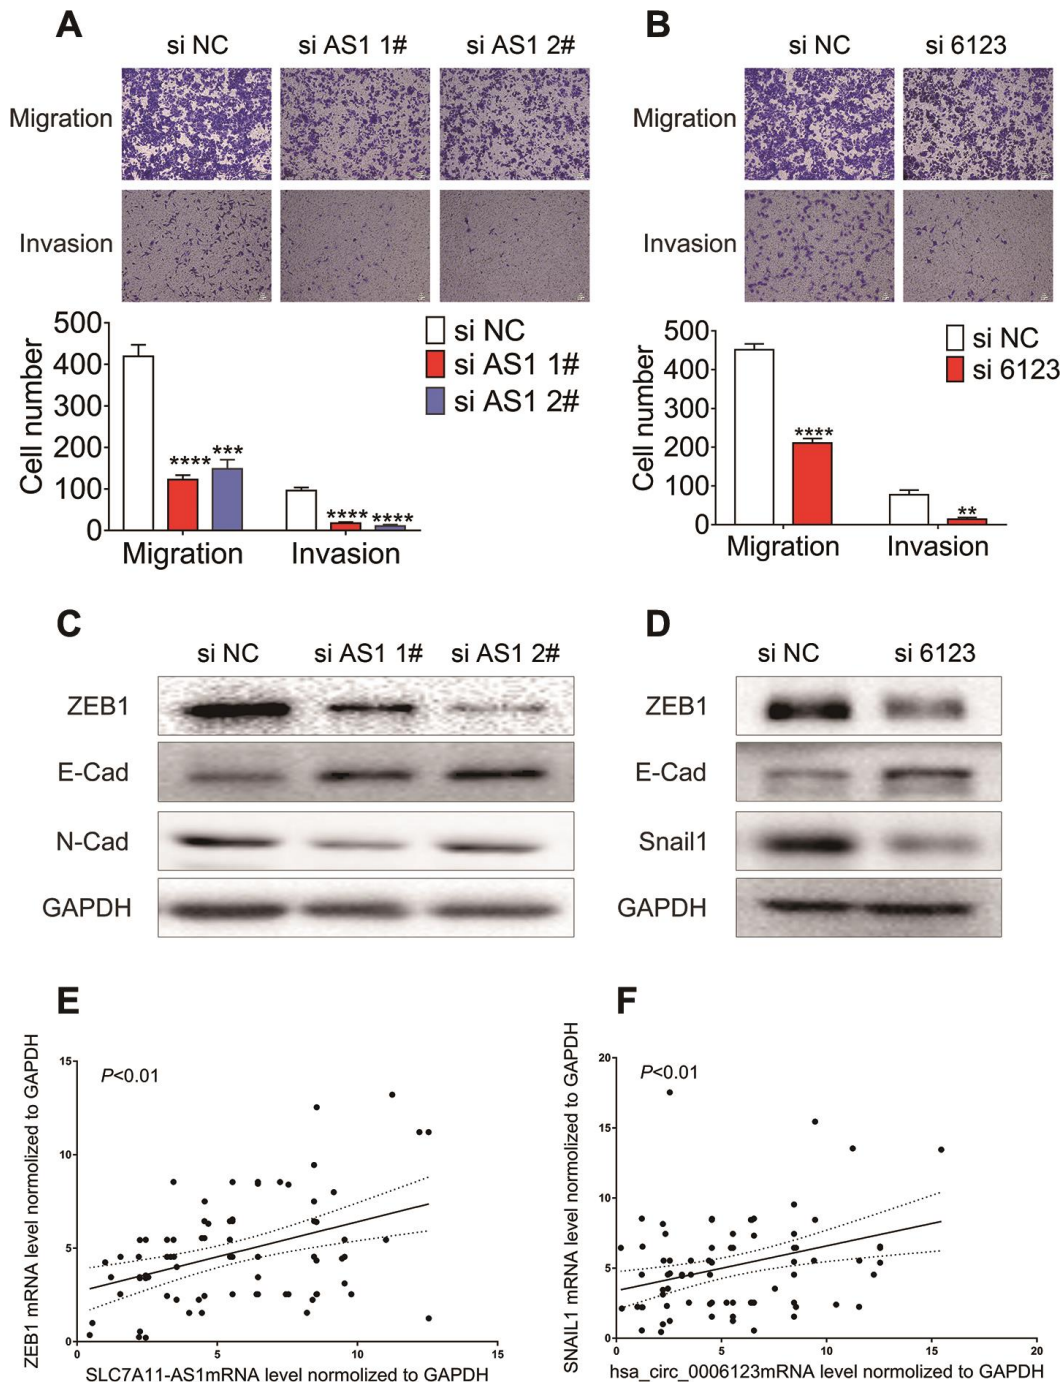 A
si NC
si AS1 1#
si AS1 2#
Migration
Invasion
Cell number
500
400
300
200
100
0
****
***
****
****
Migration
Invasion
si NC
si AS1 1#
si AS1 2#
B
si NC
si 6123
Migration
Invasion
Cell number
500
400
300
200
100
0
****
**
Migration
Invasion
si NC
si 6123
C
si NC
si AS1 1#
si AS1 2#
ZEB1
E-Cad
N-Cad
GAPDH
D
si NC
si 6123
ZEB1
E-Cad
Snail1
GAPDH
E
ZEB1 mRNA level normolized to GAPDH
P<0.01
15
10
5
0
0
5
10
15
SLC7A11-AS1mRNA level normolized to GAPDH
F
SNAIL1 mRNA level normolized to GAPDH
P<0.01
20
15
10
5
0
0
5
10
15
20
hsa_circ_0006123mRNA level normolized to GAPDH